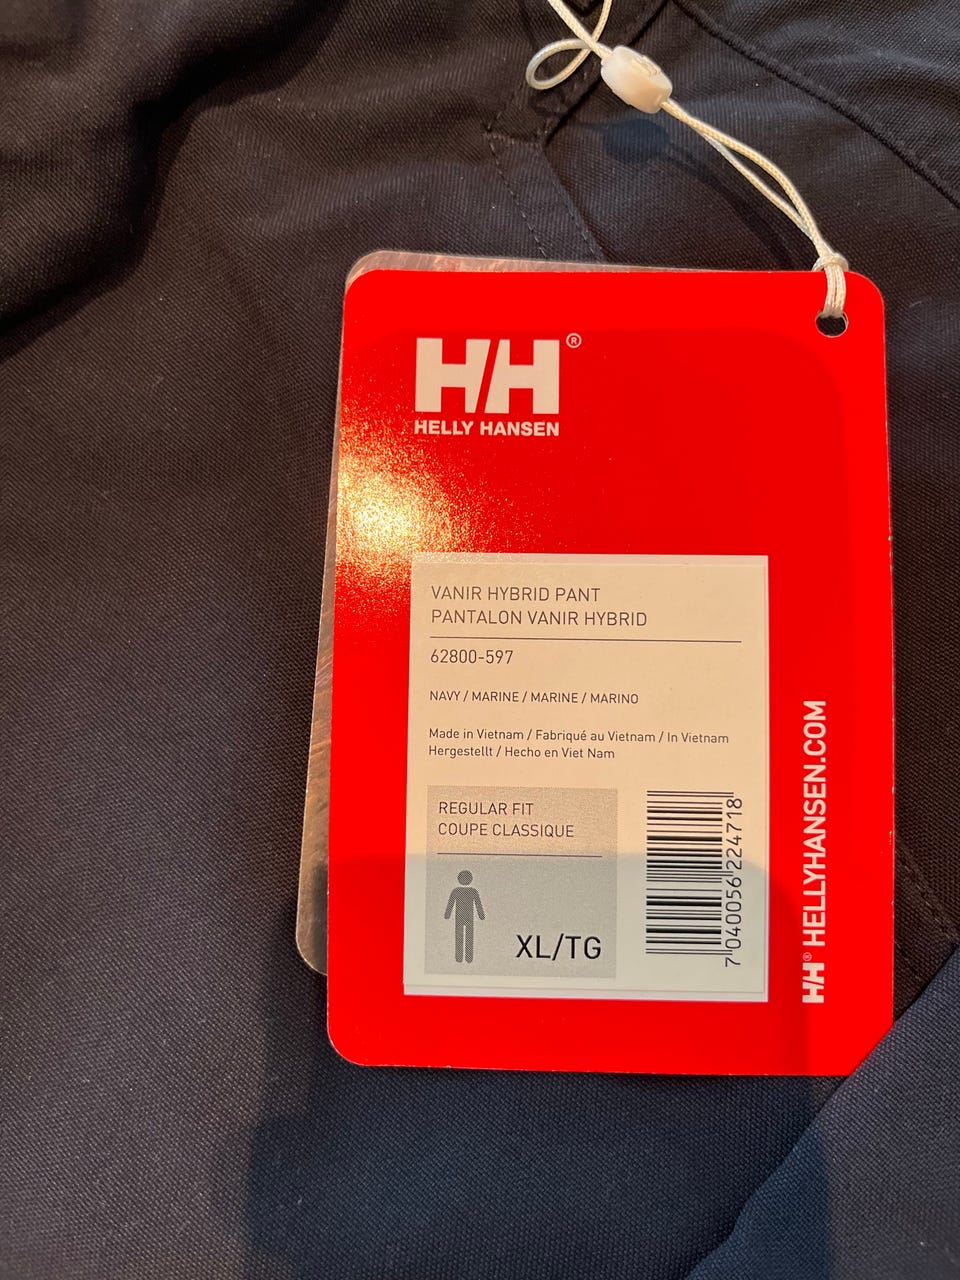 HH®
HELLY HANSEN
VANIR HYBRID PANT
PANTALON VANIR HYBRID
62800-597
NAVY / MARINE / MARINE / MARINO
Made in Vietnam / Fabriqué au Vietnam / In Vietnam
Hergestellt / Hecho en Viet Nam
REGULAR FIT
COUPE CLASSIQUE
XL/TG
7 040056 224718
HH® HELLYHANSEN.COM